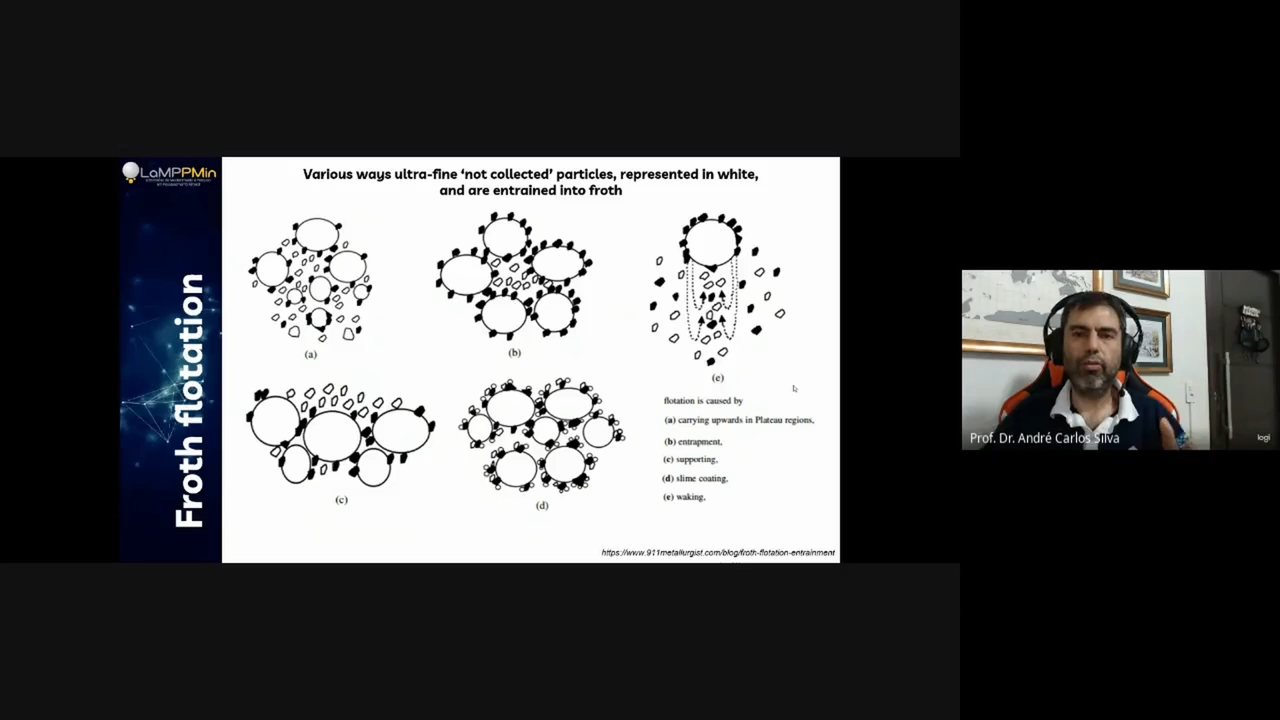 LaMPPMin
Froth flotation
Various ways ultra-fine ‘not collected’ particles, represented in white,
and are entrained into froth
(a)
(b)
(e)
(c)
(d)
flotation is caused by
(a) carrying upwards in Plateau regions,
(b) entrapment,
(c) supporting,
(d) slime coating,
(e) waking,
https://www.911metallurgist.com/blog/froth-flotation-entrainment
Prof. Dr. André Carlos Silva
logi